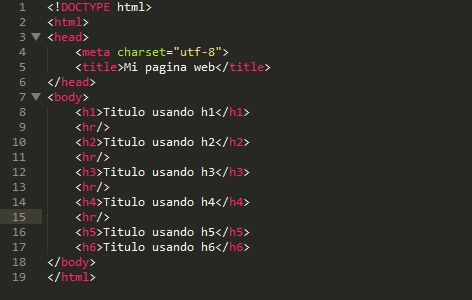 1 <!DOCTYPE html>
2 <html>
3 <head>
4 <meta charset="utf-8">
5 <title>Mi pagina web</title>
6 </head>
7 <body>
8 <h1>Titulo usando h1</h1>
9 <hr/>
10 <h2>Titulo usando h2</h2>
11 <hr/>
12 <h3>Titulo usando h3</h3>
13 <hr/>
14 <h4>Titulo usando h4</h4>
15 <hr/>
16 <h5>Titulo usando h5</h5>
17 <h6>Titulo usando h6</h6>
18 </body>
19 </html>